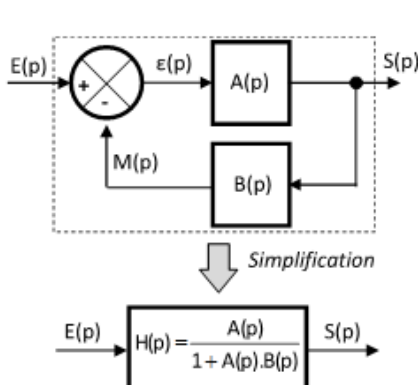 E(p)
ε(p)
A(p)
S(p)
+
-
M(p)
B(p)
Simplification
E(p)
H(p) = A(p) / 1 + A(p).B(p)
S(p)